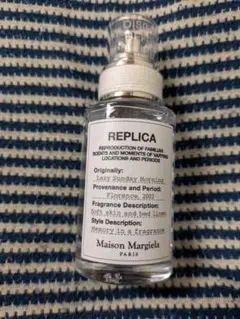 REPLICA
REPRODUCTION OF FAMILIAR
SCENTS AND MOMENTS OF VARYING
LOCATIONS AND PERIODS
Originally:
Lazy Sunday Morning
Provenance and Period:
Florence, 2003
Fragrance Description:
Soft skin and bed linen
Style Description:
Memory in a fragrance
Maison Margiela
PARIS